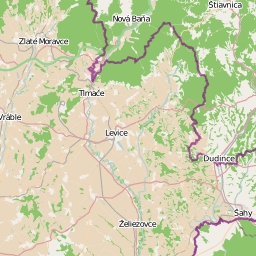 Štiavnica
Nová Baňa
Zlaté Moravce
Tlmače
Vráble
Levice
Dudince
Šahy
Želiezovce